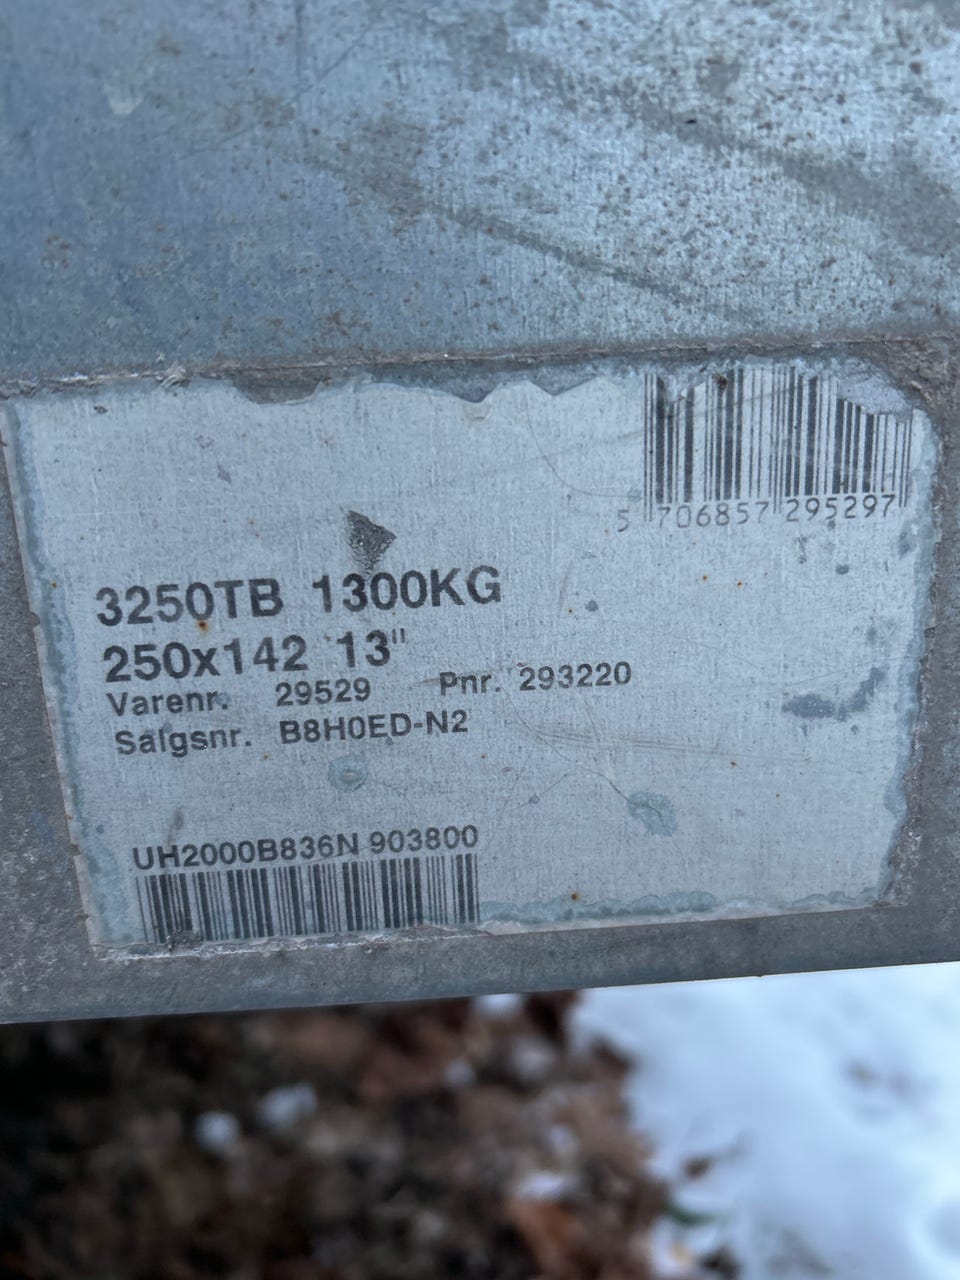 5 706857 295297
3250TB 1300KG
250x142 13"
Varenr. 29529 Pnr. 293220
Salgsnr. B8H0ED-N2
UH2000B836N 903800